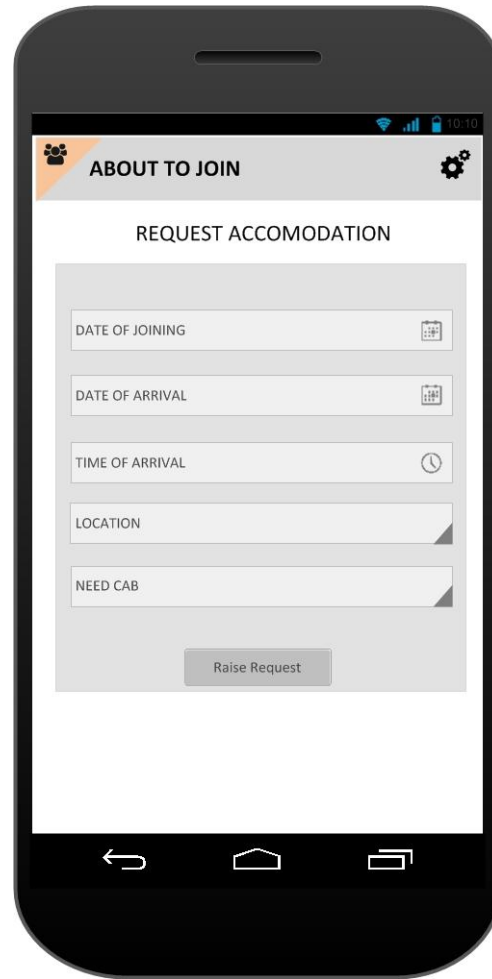 10:10
ABOUT TO JOIN
REQUEST ACCOMODATION
DATE OF JOINING
DATE OF ARRIVAL
TIME OF ARRIVAL
LOCATION
NEED CAB
Raise Request